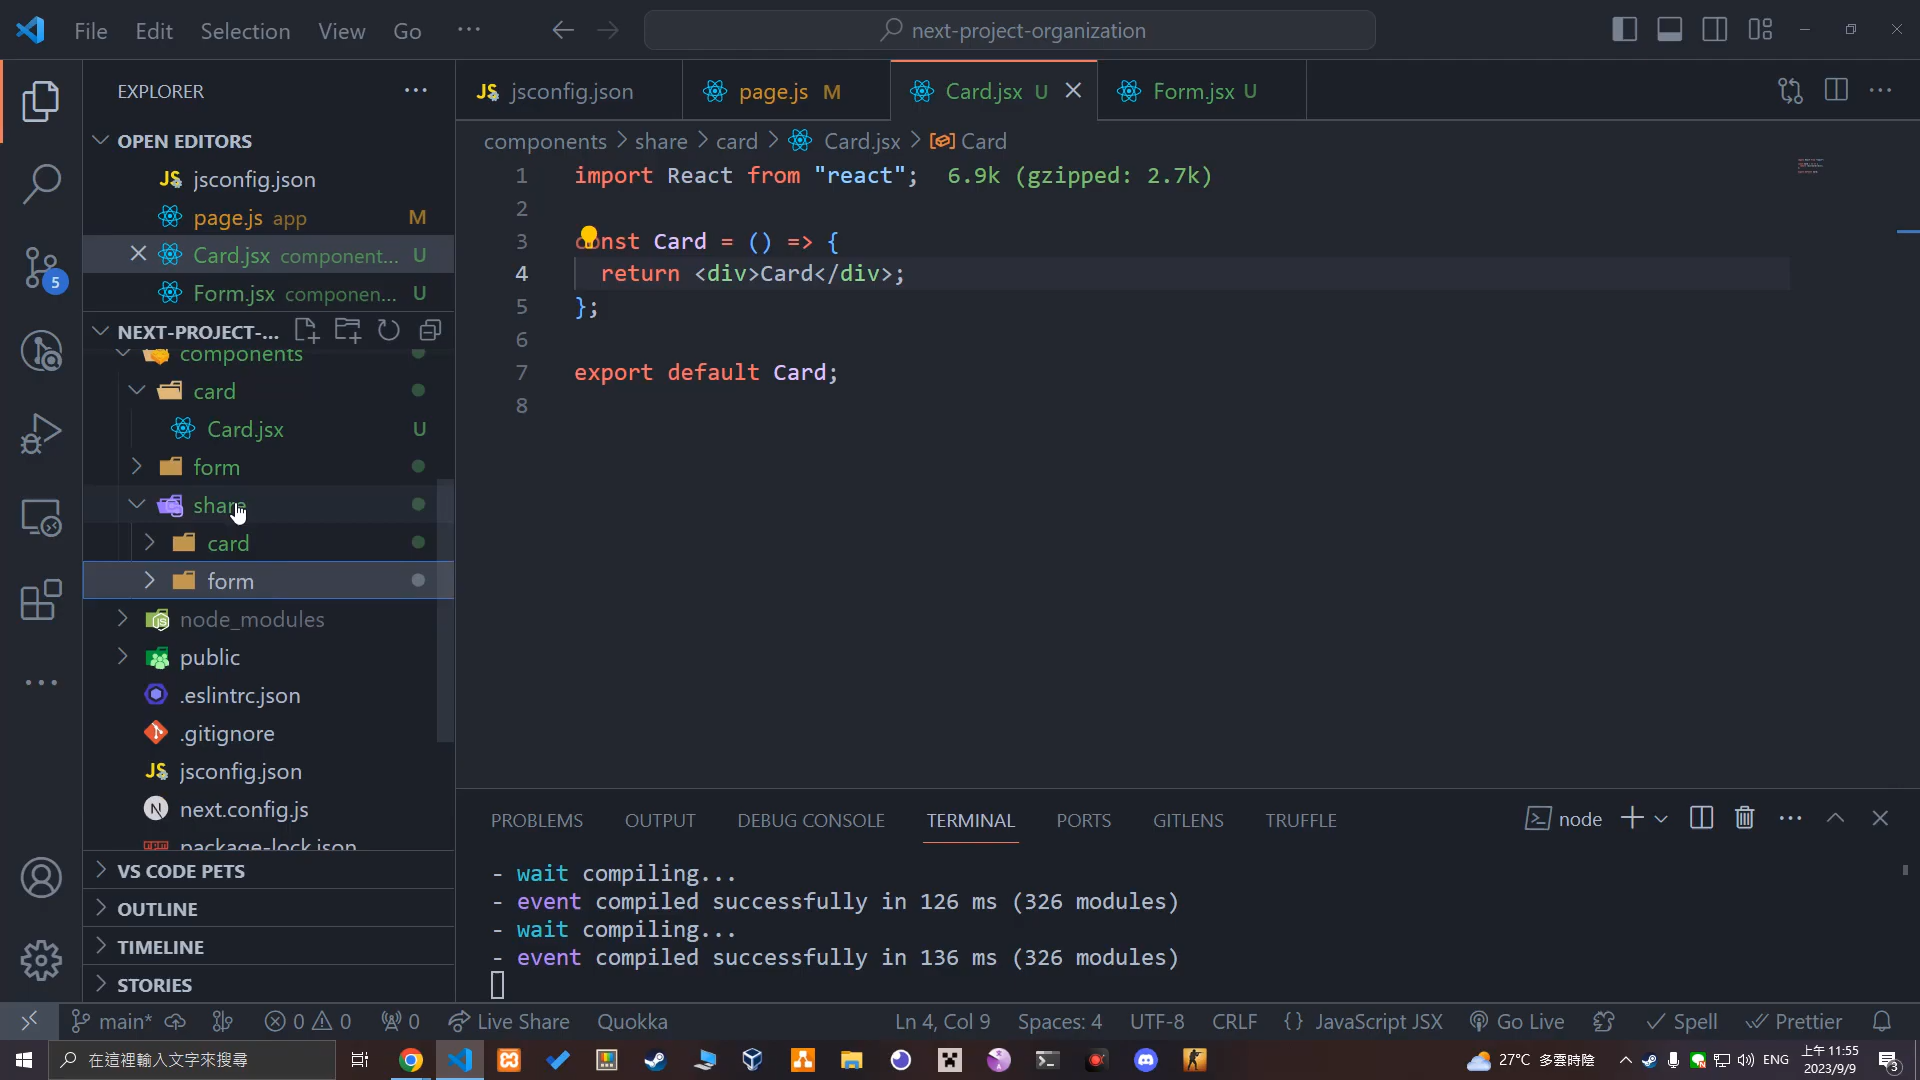 File Edit Selection View Go ···
next-project-organization
EXPLORER
OPEN EDITORS
JS jsconfig.json
page.js app M
Card.jsx component... U
Form.jsx componen... U
NEXT-PROJECT-...
components
card
Card.jsx U
form
share
card
form
node_modules
public
.eslintrc.json
.gitignore
JS jsconfig.json
next.config.js
package-lock.json
VS CODE PETS
OUTLINE
TIMELINE
STORIES
5
JS jsconfig.json
page.js M
Card.jsx U
Form.jsx U
components > share > card > Card.jsx > Card
1 import React from "react"; 6.9k (gzipped: 2.7k)
2
3 const Card = () => {
4 return <div>Card</div>;
5 };
6
7 export default Card;
8
PROBLEMS OUTPUT DEBUG CONSOLE TERMINAL PORTS GITLENS TRUFFLE
node
- wait compiling...
- event compiled successfully in 126 ms (326 modules)
- wait compiling...
- event compiled successfully in 136 ms (326 modules)
main* 0 0 0 Live Share Quokka Ln 4, Col 9 Spaces: 4 UTF-8 CRLF {} JavaScript JSX Go Live Spell Prettier
在這裡輸入文字來搜尋
27°C 多雲時陰 ENG
上午 11:55
2023/9/9
3